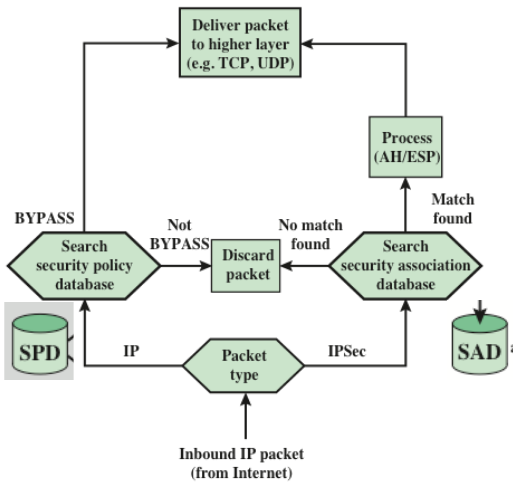 Deliver packet
to higher layer
(e.g. TCP, UDP)
Process
(AH/ESP)
BYPASS
Not
BYPASS
No match
found
Match
found
Search
security policy
database
Discard
packet
Search
security association
database
SPD
IP
Packet
type
IPSec
SAD
Inbound IP packet
(from Internet)